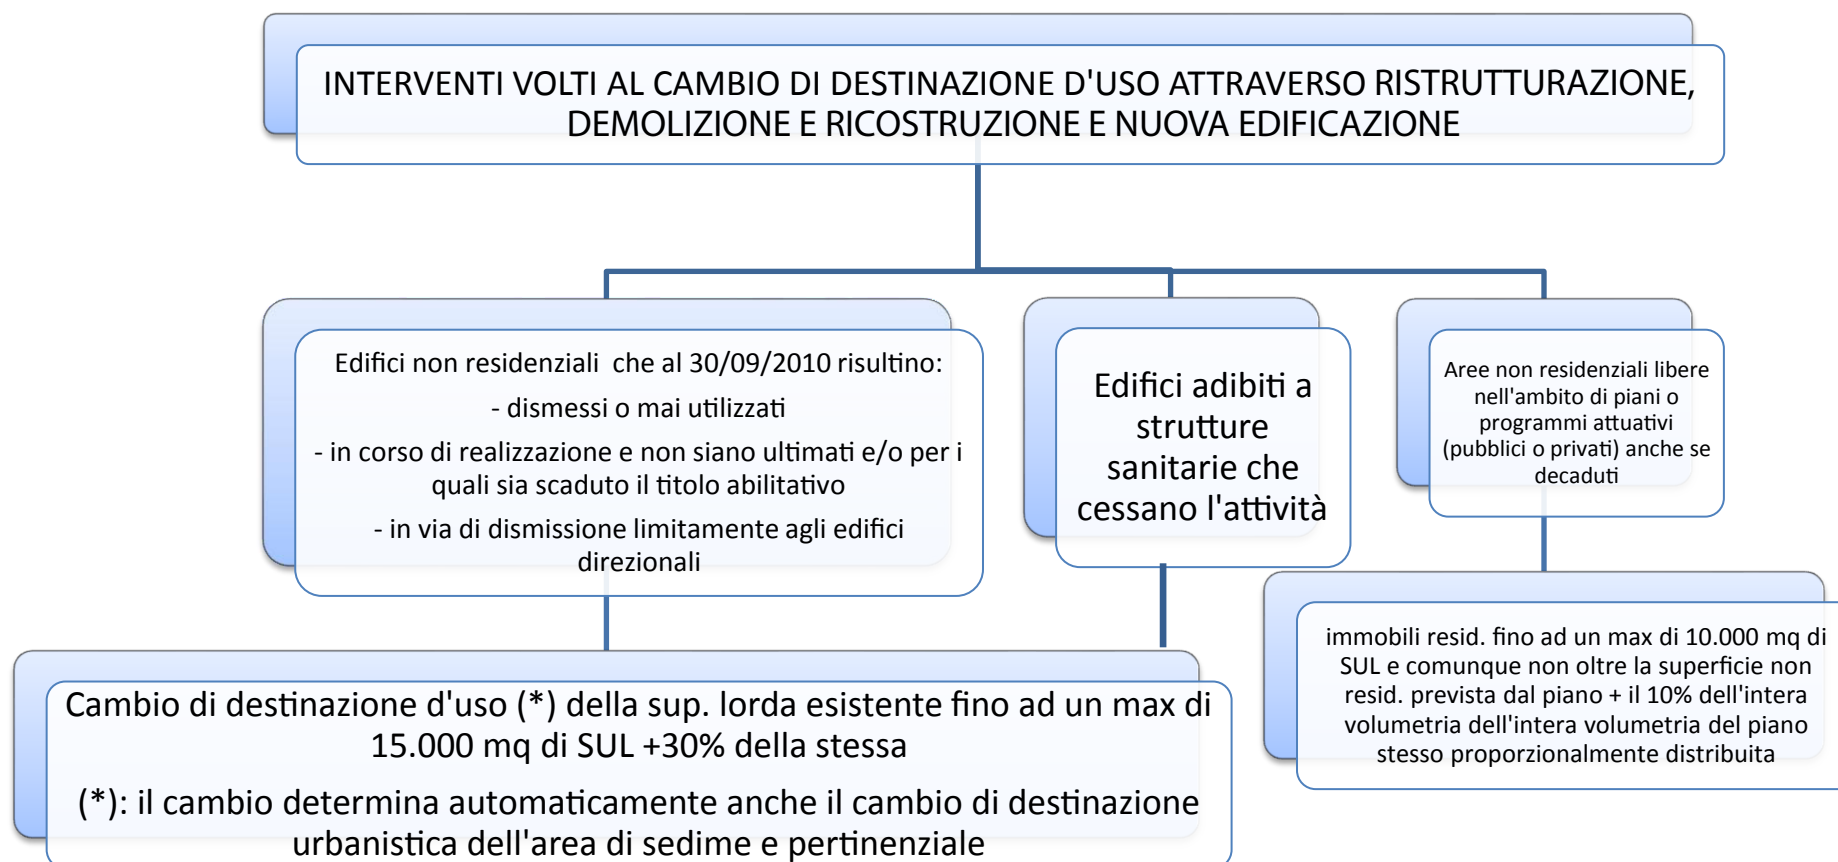 INTERVENTI VOLTI AL CAMBIO DI DESTINAZIONE D'USO ATTRAVERSO RISTRUTTURAZIONE,
DEMOLIZIONE E RICOSTRUZIONE E NUOVA EDIFICAZIONE
Edifici non residenziali che al 30/09/2010 risultino:
- dismessi o mai utilizzati
- in corso di realizzazione e non siano ultimati e/o per i
quali sia scaduto il titolo abilitativo
- in via di dismissione limitamente agli edifici
direzionali
Edifici adibiti a
strutture
sanitarie che
cessano l'attività
Aree non residenziali libere
nell'ambito di piani o
programmi attuativi
(pubblici o privati) anche se
decaduti
Cambio di destinazione d'uso (*) della sup. lorda esistente fino ad un max di
15.000 mq di SUL +30% della stessa
(*): il cambio determina automaticamente anche il cambio di destinazione
urbanistica dell'area di sedime e pertinenziale
immobili resid. fino ad un max di 10.000 mq di
SUL e comunque non oltre la superficie non
resid. prevista dal piano + il 10% dell'intera
volumetria dell'intera volumetria del piano
stesso proporzionalmente distribuita